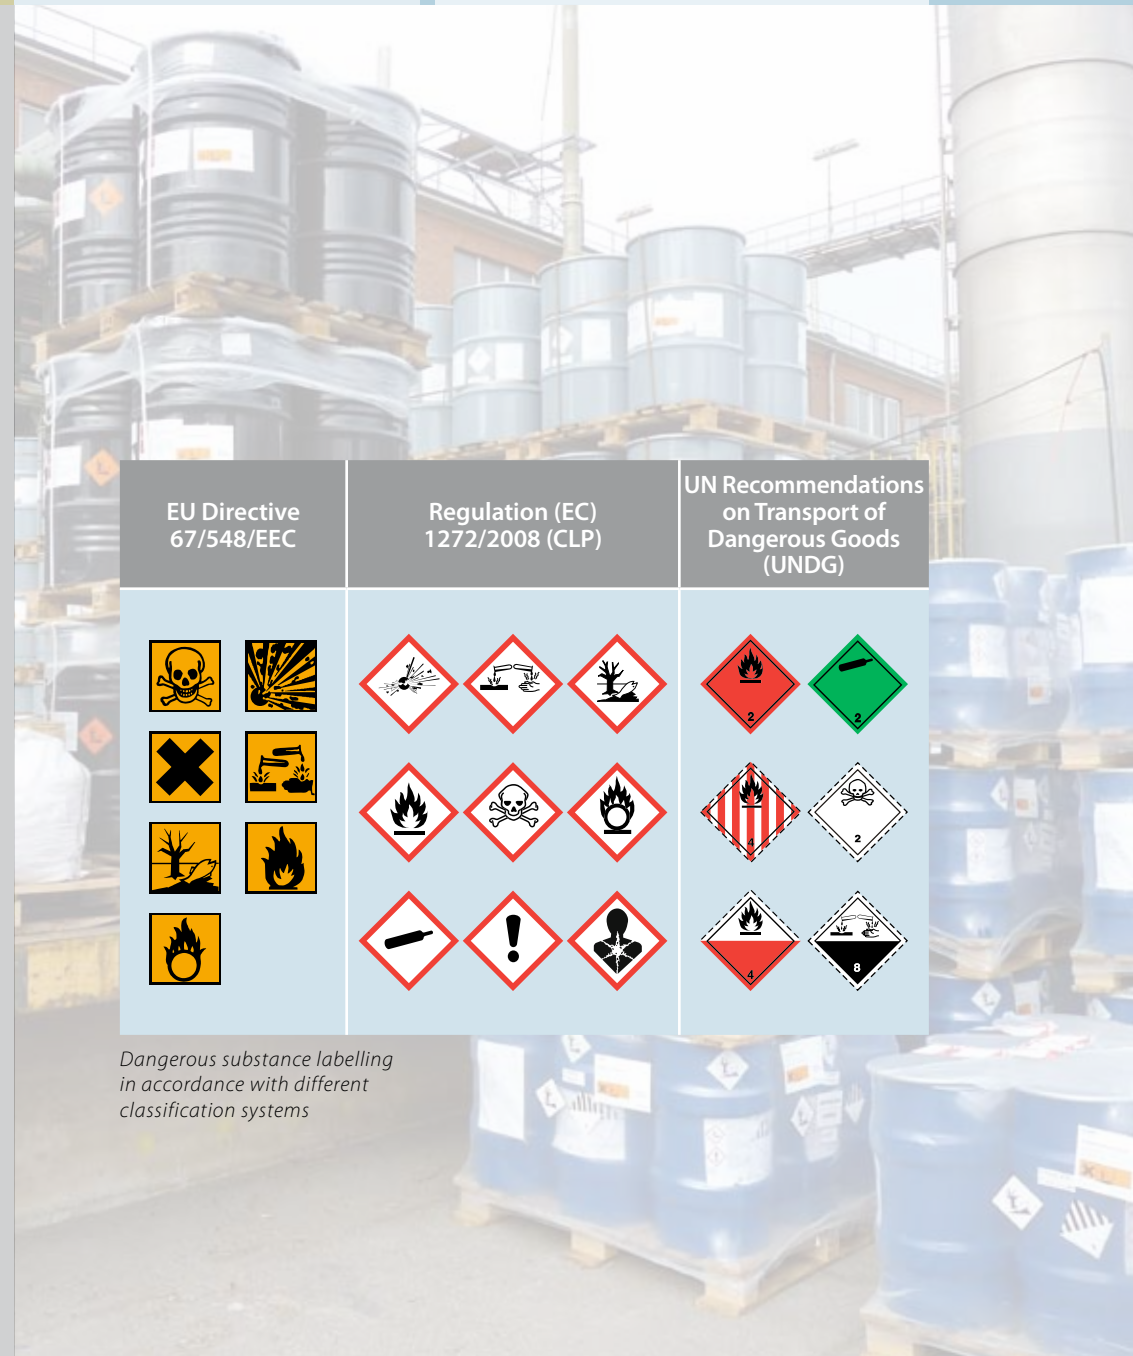 EU Directive
67/548/EEC
Regulation (EC)
1272/2008 (CLP)
UN Recommendations
on Transport of
Dangerous Goods
(UNDG)
2
2
4
2
4
8
Dangerous substance labelling
in accordance with different
classification systems